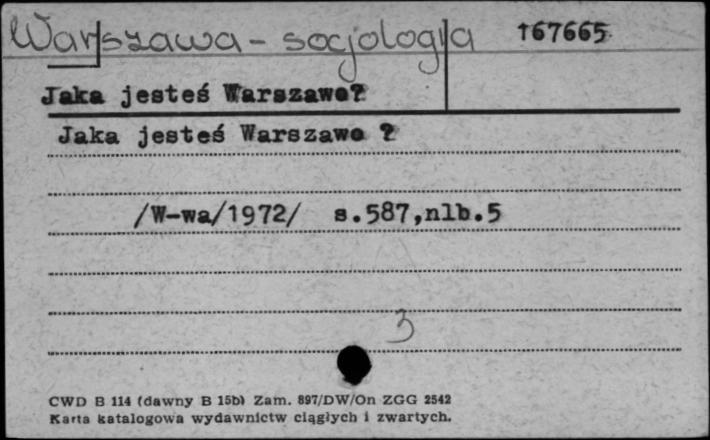 Warszawa - socjologia 167665
Jaka jesteś Warszawo?
Jaka jesteś Warszawo ?
/W-wa/1972/ s.587,nlb.5
3
CWD B 114 (dawny B 15b) Zam. 897/DW/On ZGG 2542
Karta katalogowa wydawnictw ciągłych i zwartych.